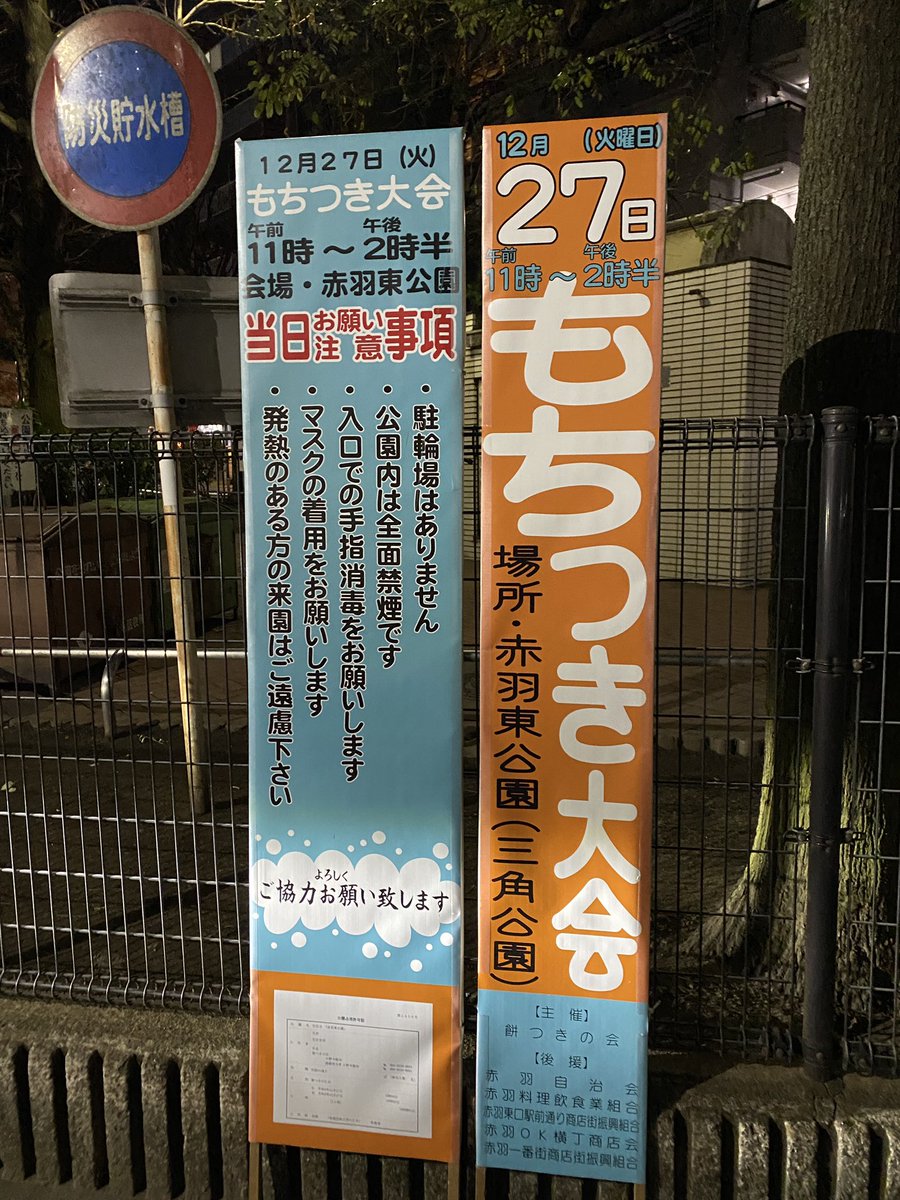 防災貯水槽
12月27日（火）
もちつき大会
午前 午後
11時～2時半
会場・赤羽東公園
当日お願い注意事項
・駐輪場はありません
・公園内は全面禁煙です
・入口での手指消毒をお願いします
・マスクの着用をお願いします
・発熱のある方の来園はご遠慮下さい
よろしく
ご協力お願い致します
12月（火曜日）
27日
午前 午後
11時～2時半
もちつき大会
場所・赤羽東公園（三角公園）
【主催】
餅つきの会
【後援】
赤羽自治会
赤羽料理飲食業組合
赤羽東口駅前通り商店街振興組合
赤羽OK横丁商店会
赤羽一番街商店街振興組合